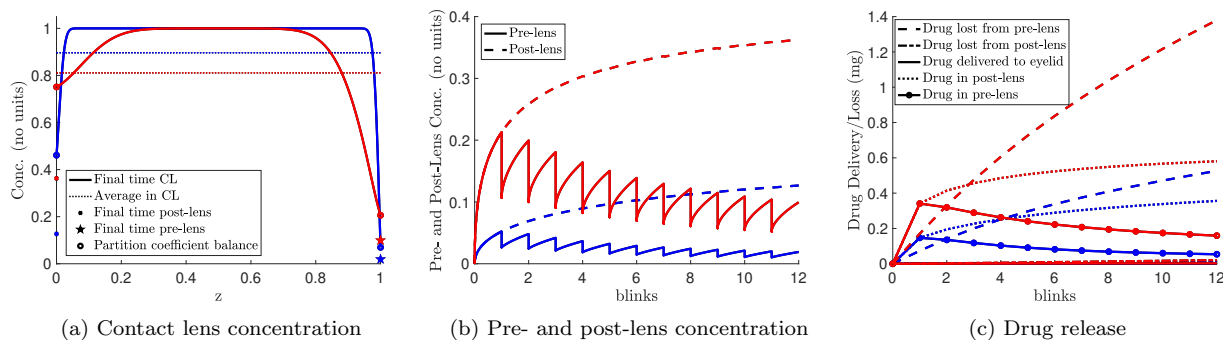 1
0.8
0.6
0.4
0.2
0
Conc. (no units)
Final time CL
Average in CL
Final time post-lens
Final time pre-lens
Partition coefficient balance
0 0.2 0.4 0.6 0.8 1
z
(a) Contact lens concentration
0.4
0.3
0.2
0.1
0
Pre- and Post-Lens Conc. (no units)
Pre-lens
Post-lens
0 2 4 6 8 10 12
blinks
(b) Pre- and post-lens concentration
1.4
1.2
1
0.8
0.6
0.4
0.2
0
Drug Delivery/Loss (mg)
Drug lost from pre-lens
Drug lost from post-lens
Drug delivered to eyelid
Drug in post-lens
Drug in pre-lens
0 2 4 6 8 10 12
blinks
(c) Drug release